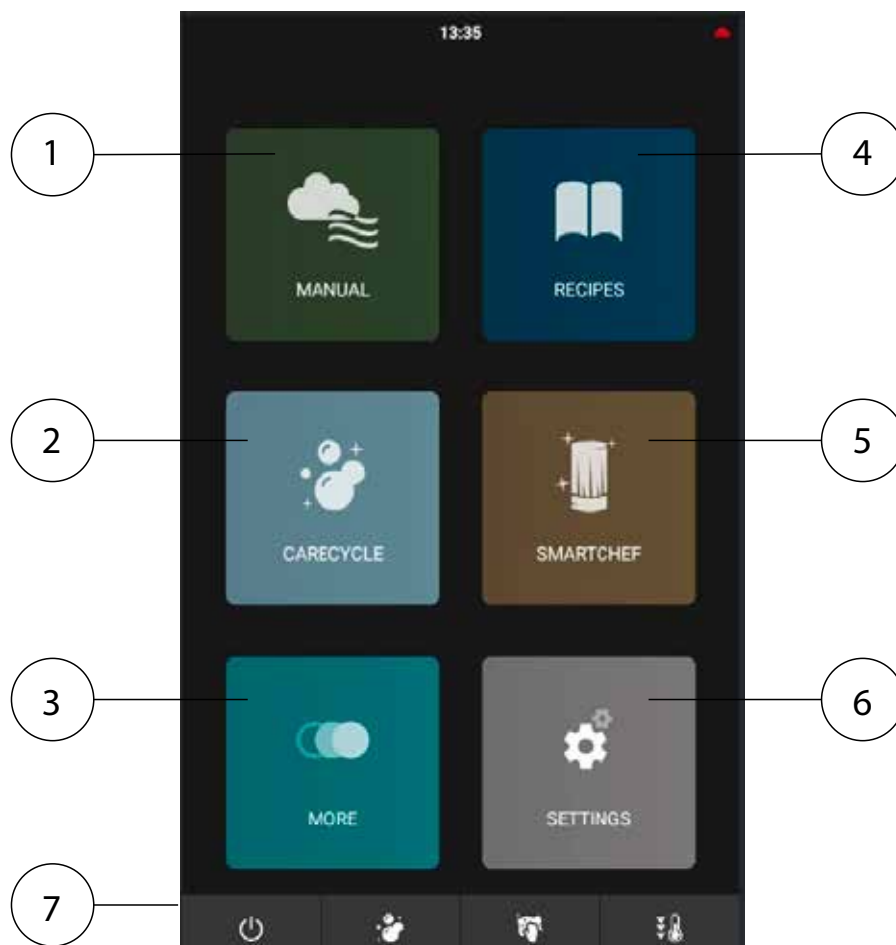 13:35
1
4
MANUAL
RECIPES
2
5
CARECYCLE
SMARTCHEF
3
6
MORE
SETTINGS
7